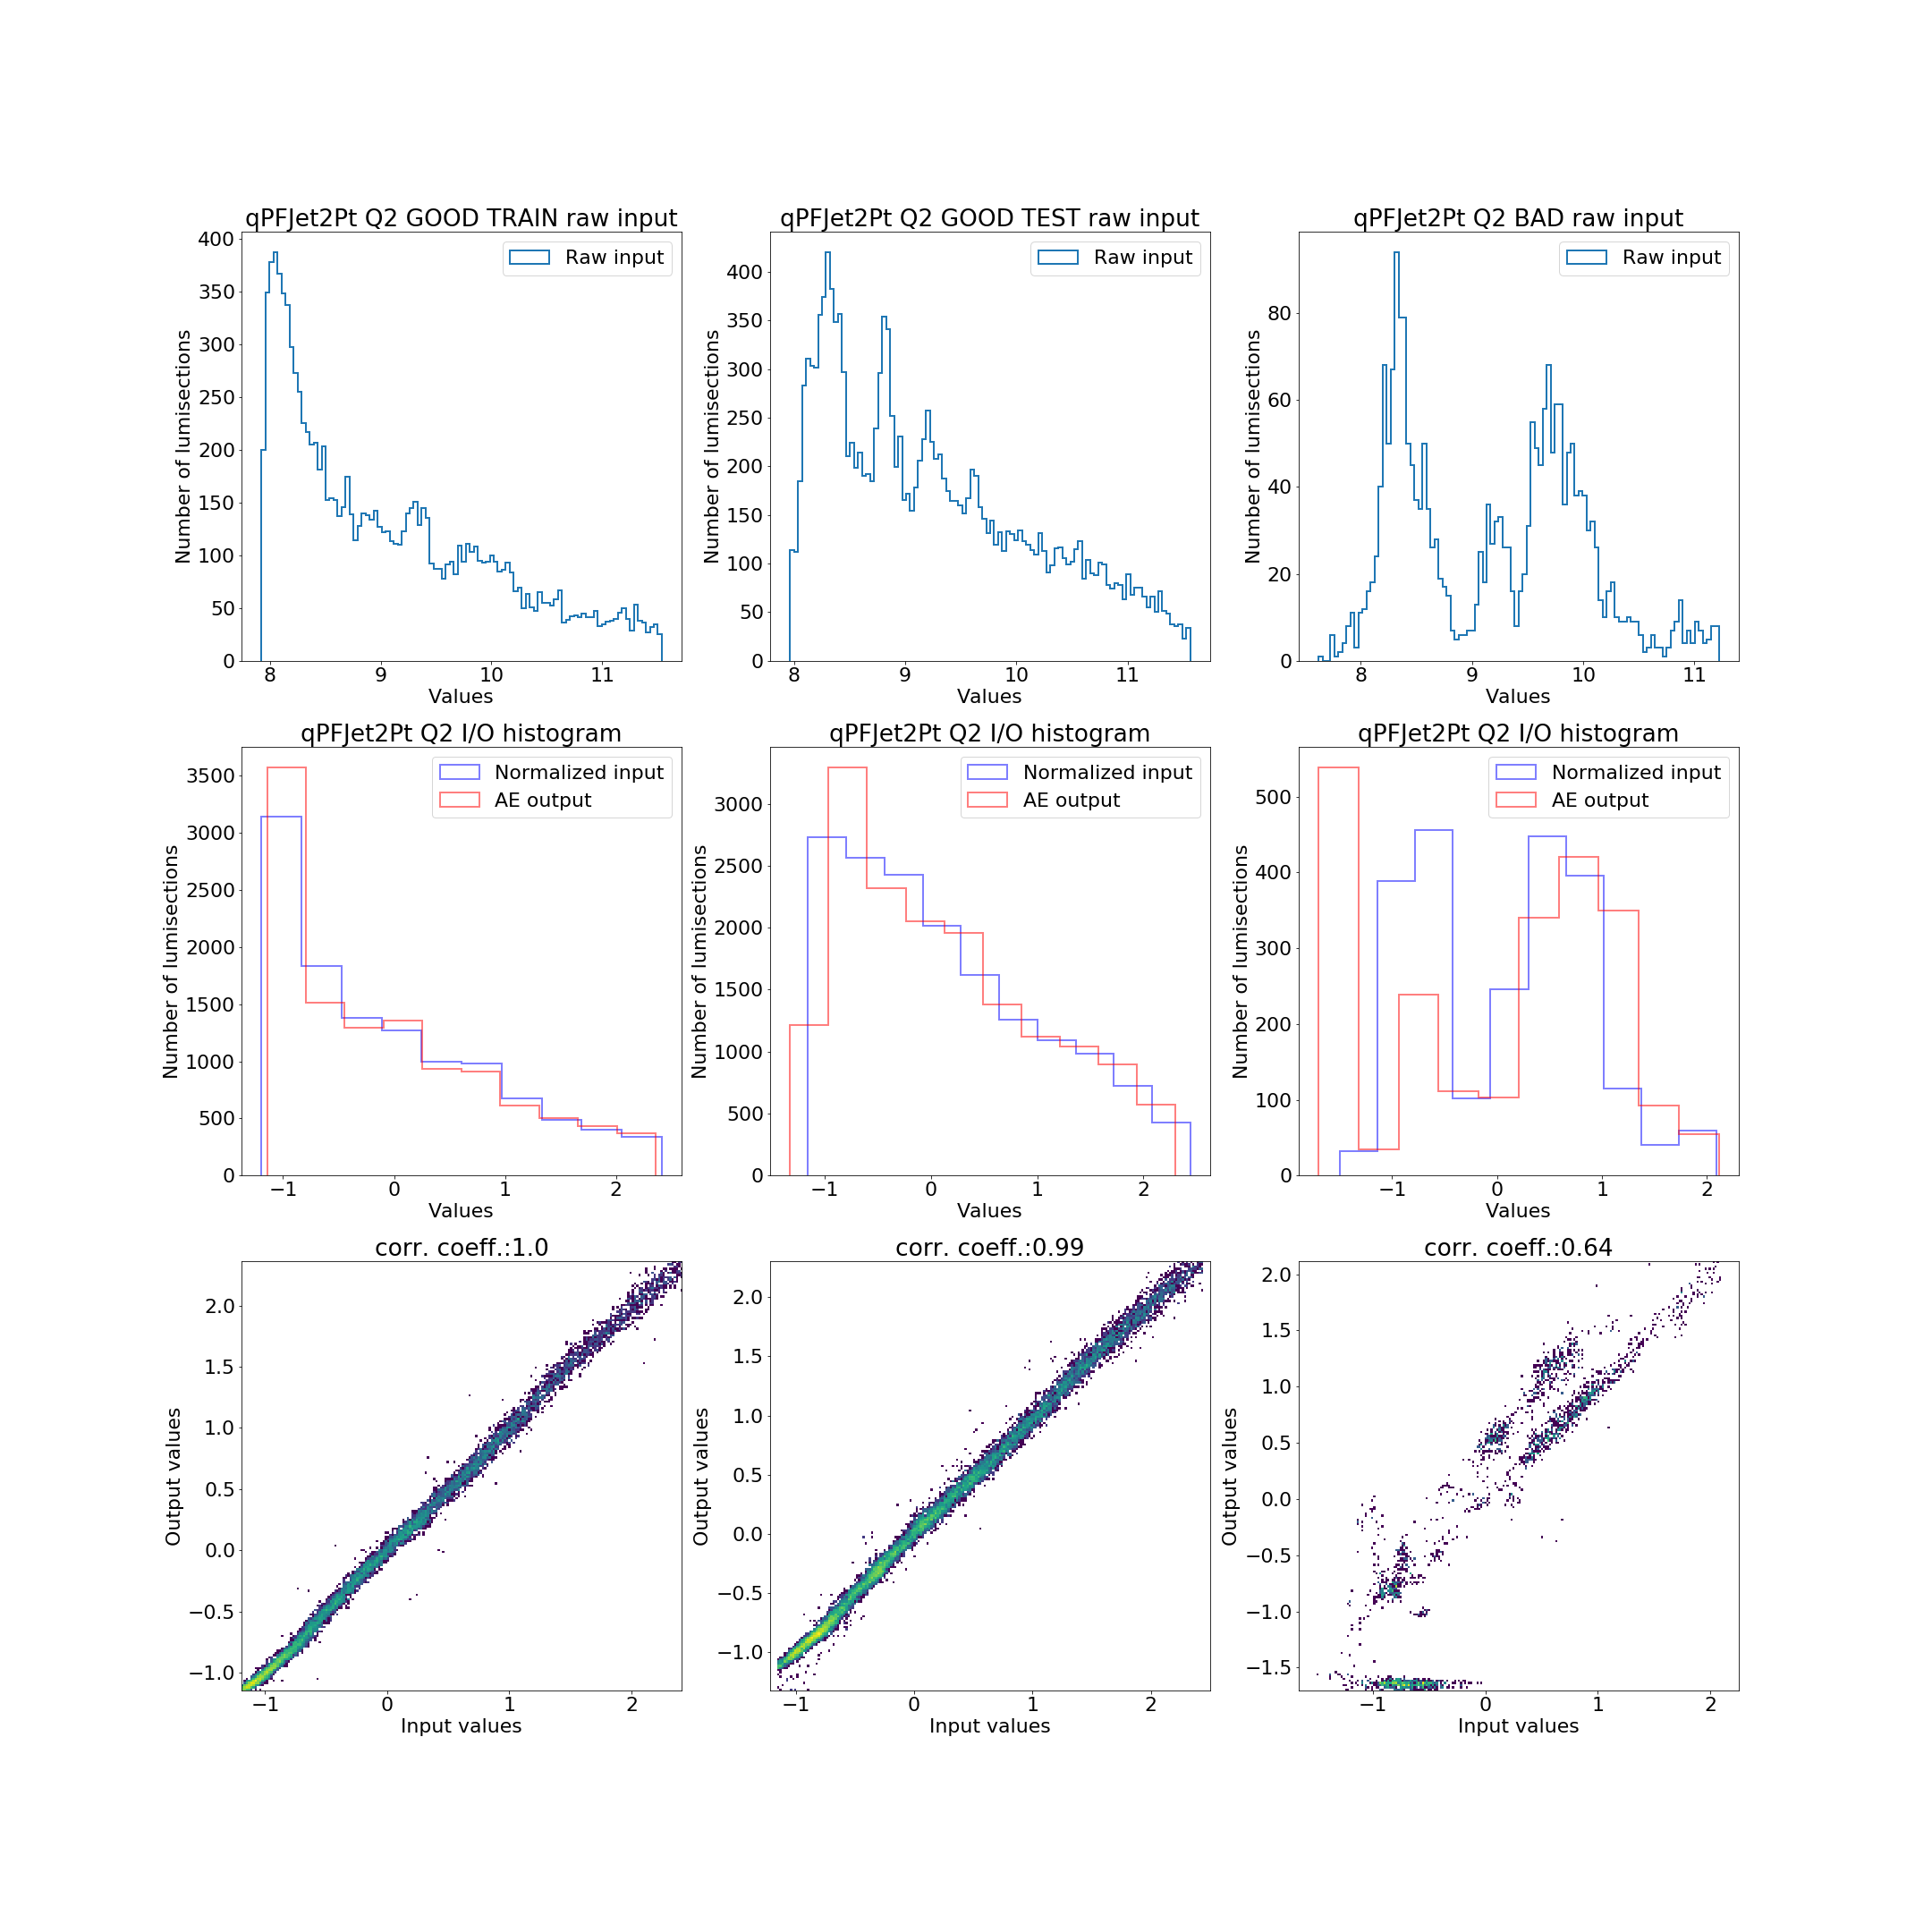 qPFJet2Pt Q2 GOOD TRAIN raw input
Raw input
Number of lumisections
400
350
300
250
200
150
100
50
0
8 9 10 11
Values
qPFJet2Pt Q2 GOOD TEST raw input
Raw input
Number of lumisections
400
350
300
250
200
150
100
50
0
8 9 10 11
Values
qPFJet2Pt Q2 BAD raw input
Raw input
Number of lumisections
80
60
40
20
0
8 9 10 11
Values
qPFJet2Pt Q2 I/O histogram
Normalized input
AE output
Number of lumisections
3500
3000
2500
2000
1500
1000
500
0
−1 0 1 2
Values
qPFJet2Pt Q2 I/O histogram
Normalized input
AE output
Number of lumisections
3000
2500
2000
1500
1000
500
0
−1 0 1 2
Values
qPFJet2Pt Q2 I/O histogram
Normalized input
AE output
Number of lumisections
500
400
300
200
100
0
−1 0 1 2
Values
corr. coeff.:1.0
Output values
2.0
1.5
1.0
0.5
0.0
−0.5
−1.0
−1 0 1 2
Input values
corr. coeff.:0.99
Output values
2.0
1.5
1.0
0.5
0.0
−0.5
−1.0
−1 0 1 2
Input values
corr. coeff.:0.64
Output values
2.0
1.5
1.0
0.5
0.0
−0.5
−1.0
−1.5
−1 0 1 2
Input values